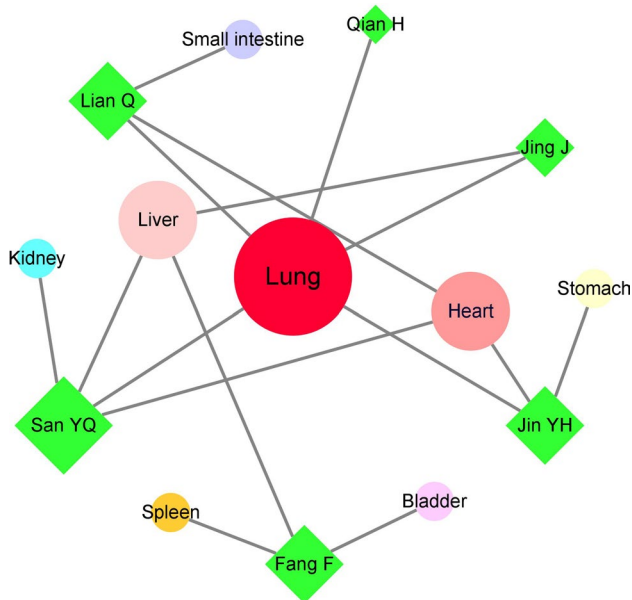 Qian H
Small intestine
Lian Q
Jing J
Liver
Kidney
Lung
Stomach
Heart
San YQ
Jin YH
Bladder
Spleen
Fang F